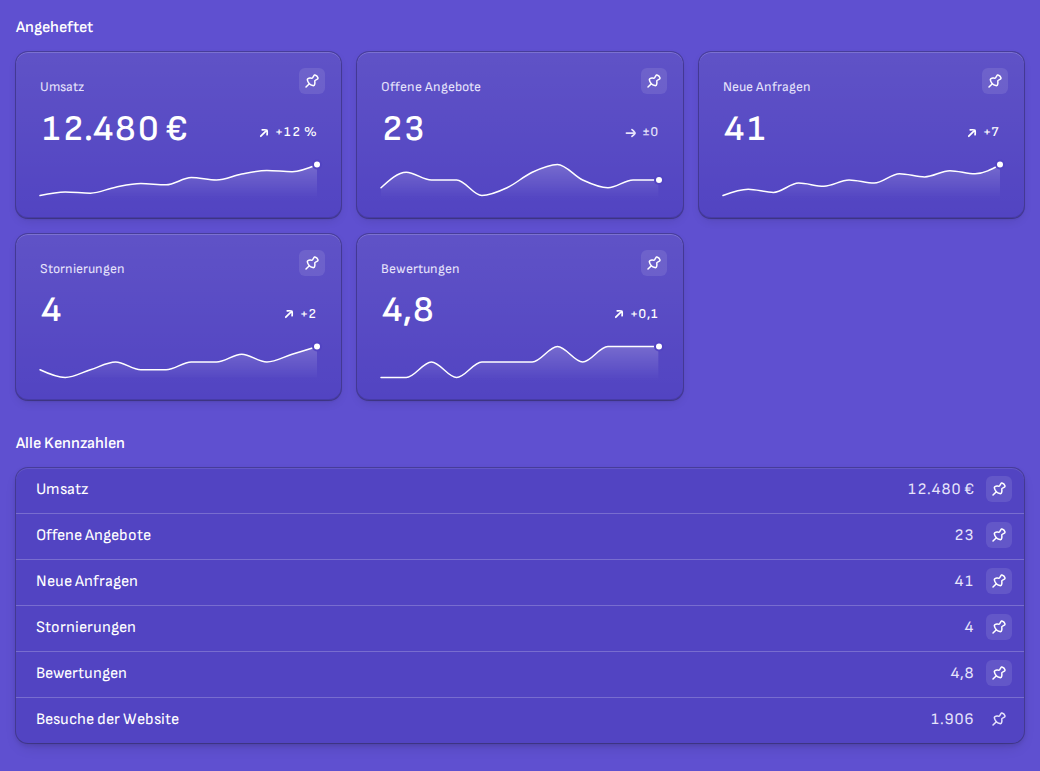 Angeheftet
Umsatz
12.480 € +12 %
Offene Angebote
23 ±0
Neue Anfragen
41 +7
Stornierungen
4 +2
Bewertungen
4,8 +0,1
Alle Kennzahlen
Umsatz 12.480 €
Offene Angebote 23
Neue Anfragen 41
Stornierungen 4
Bewertungen 4,8
Besuche der Website 1.906